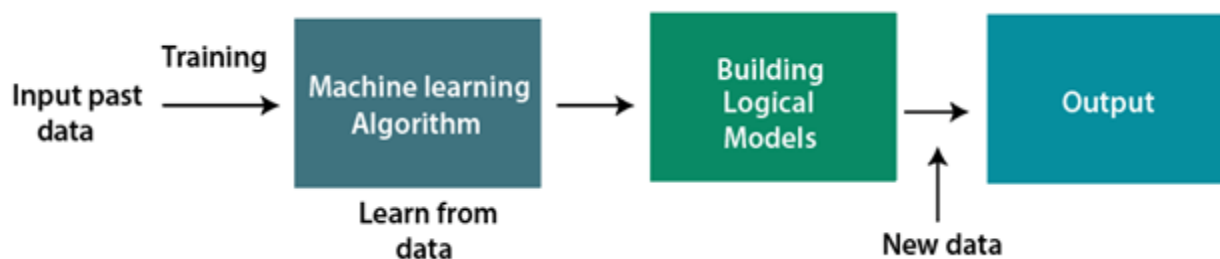 Training
Input past
data
Machine learning
Algorithm
Learn from
data
Building
Logical
Models
New data
Output